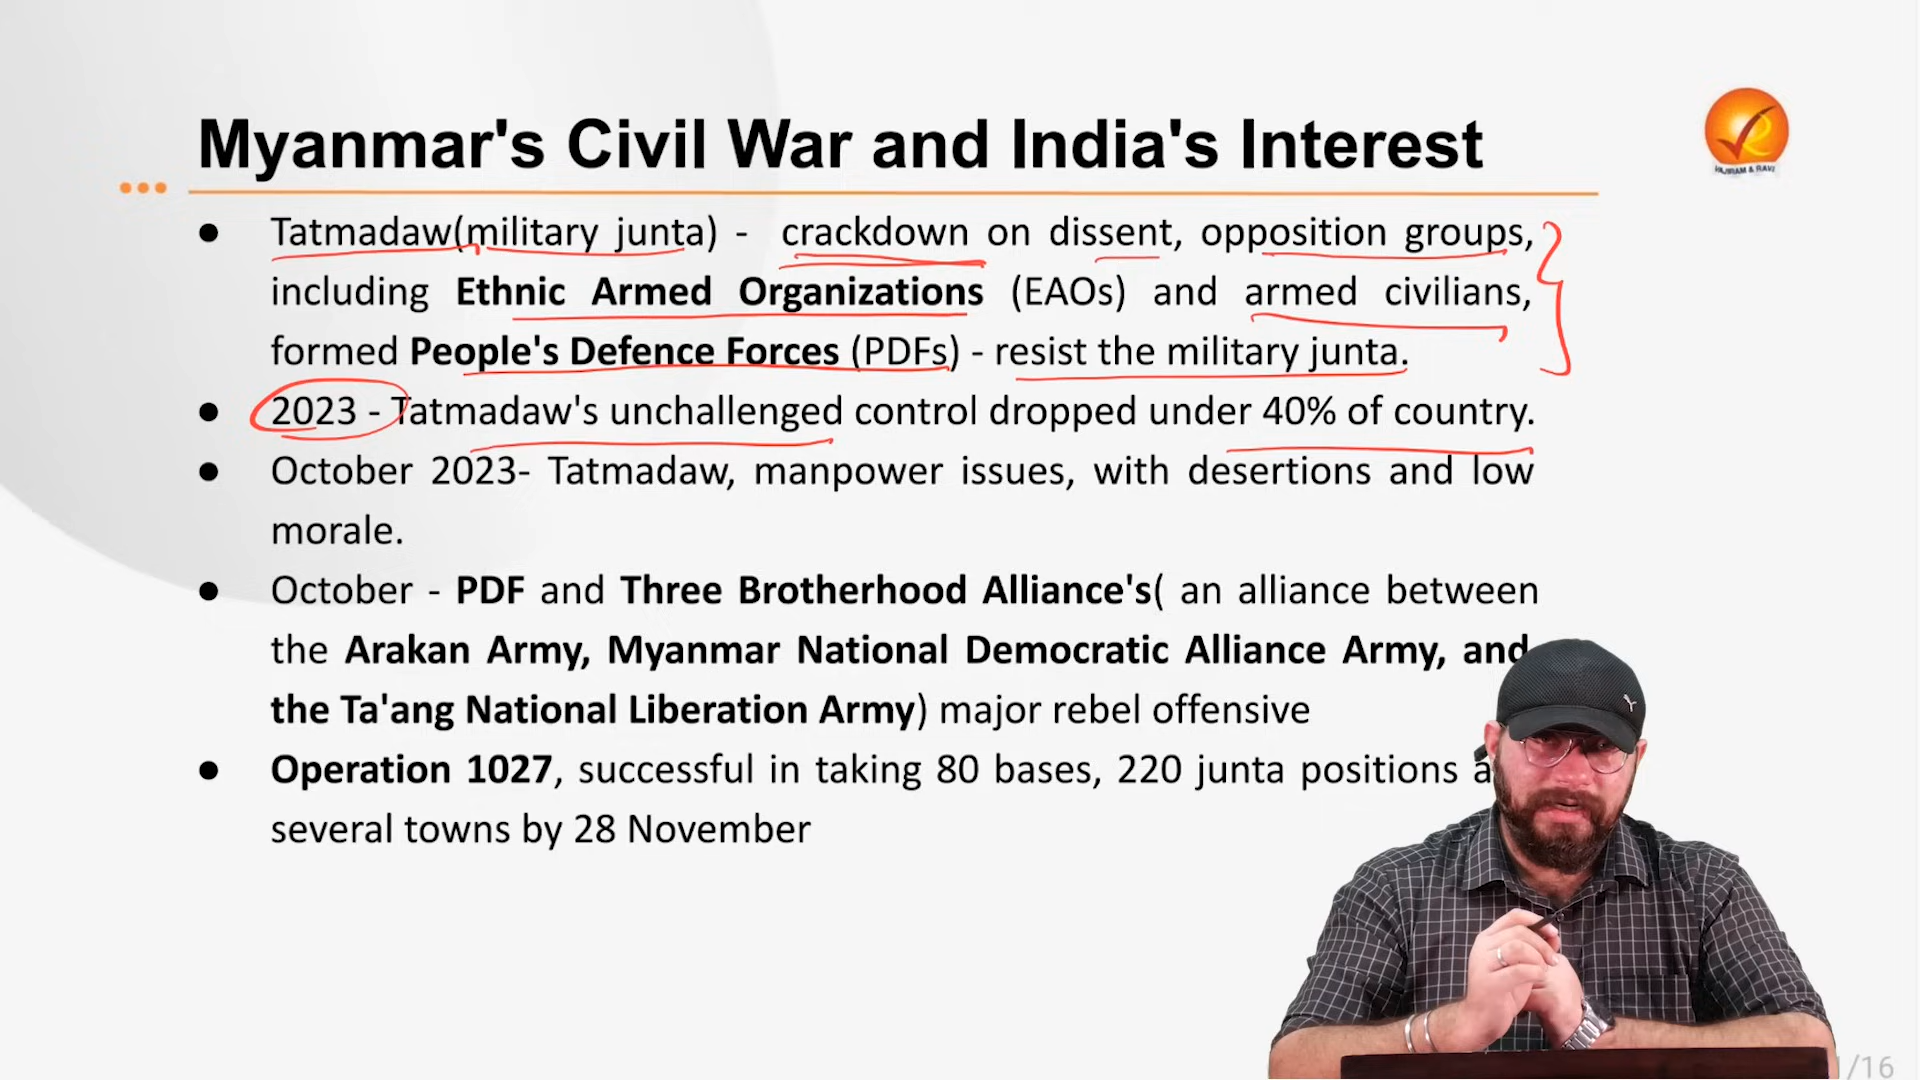 Myanmar's Civil War and India's Interest
VAJIRAM & RAVI
● Tatmadaw(military junta) - crackdown on dissent, opposition groups,
including Ethnic Armed Organizations (EAOs) and armed civilians,
formed People's Defence Forces (PDFs) - resist the military junta.
● 2023 - Tatmadaw's unchallenged control dropped under 40% of country.
● October 2023- Tatmadaw, manpower issues, with desertions and low
morale.
● October - PDF and Three Brotherhood Alliance's( an alliance between
the Arakan Army, Myanmar National Democratic Alliance Army, and
the Ta'ang National Liberation Army) major rebel offensive
● Operation 1027, successful in taking 80 bases, 220 junta positions
several towns by 28 November
/16